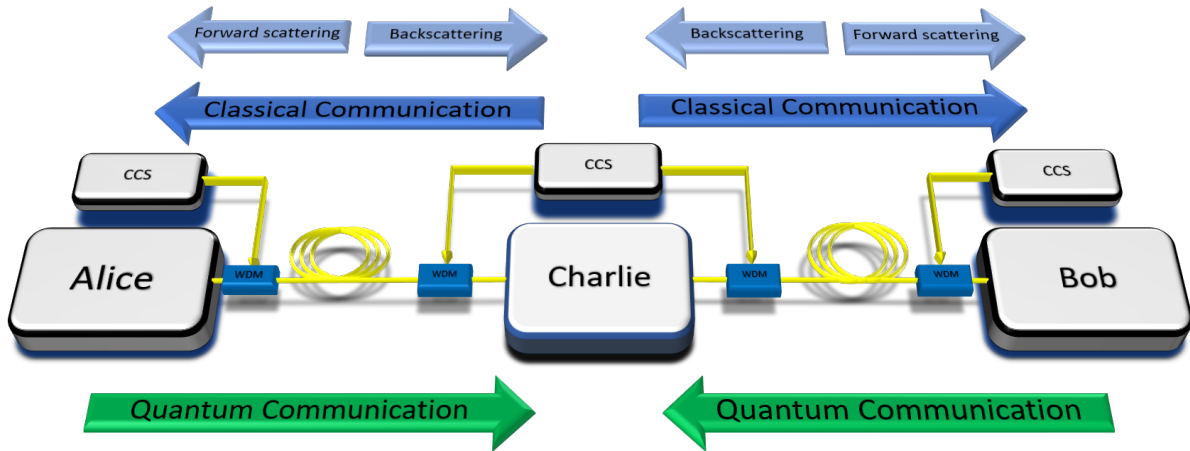 Forward scattering
Backscattering
Backscattering
Forward scattering
Classical Communication
Classical Communication
CCS
CCS
CCS
Alice
WDM
WDM
Charlie
WDM
WDM
Bob
Quantum Communication
Quantum Communication